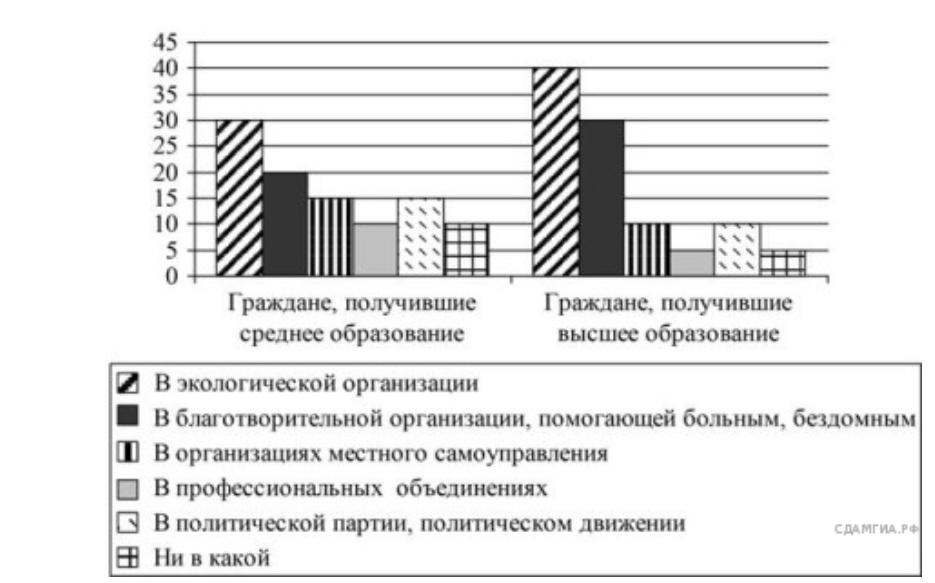 45
40
35
30
25
20
15
10
5
0
Граждане, получившие
среднее образование
Граждане, получившие
высшее образование
В экологической организации
В благотворительной организации, помогающей больным, бездомным
В организациях местного самоуправления
В профессиональных объединениях
В политической партии, политическом движении
СДАМГИА.РФ
Ни в какой